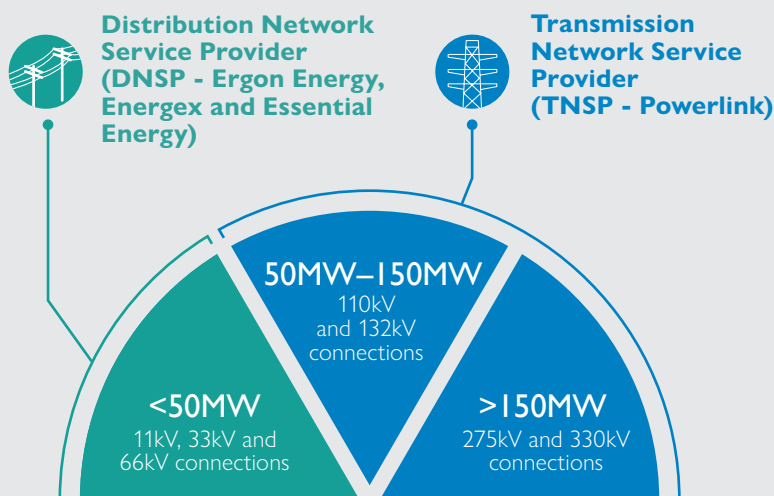 Distribution Network
Service Provider
(DNSP - Ergon Energy,
Energex and Essential
Energy)
Transmission
Network Service
Provider
(TNSP - Powerlink)
50MW–150MW
110kV
and 132kV
connections
<50MW
11kV, 33kV and
66kV connections
>150MW
275kV and 330kV
connections